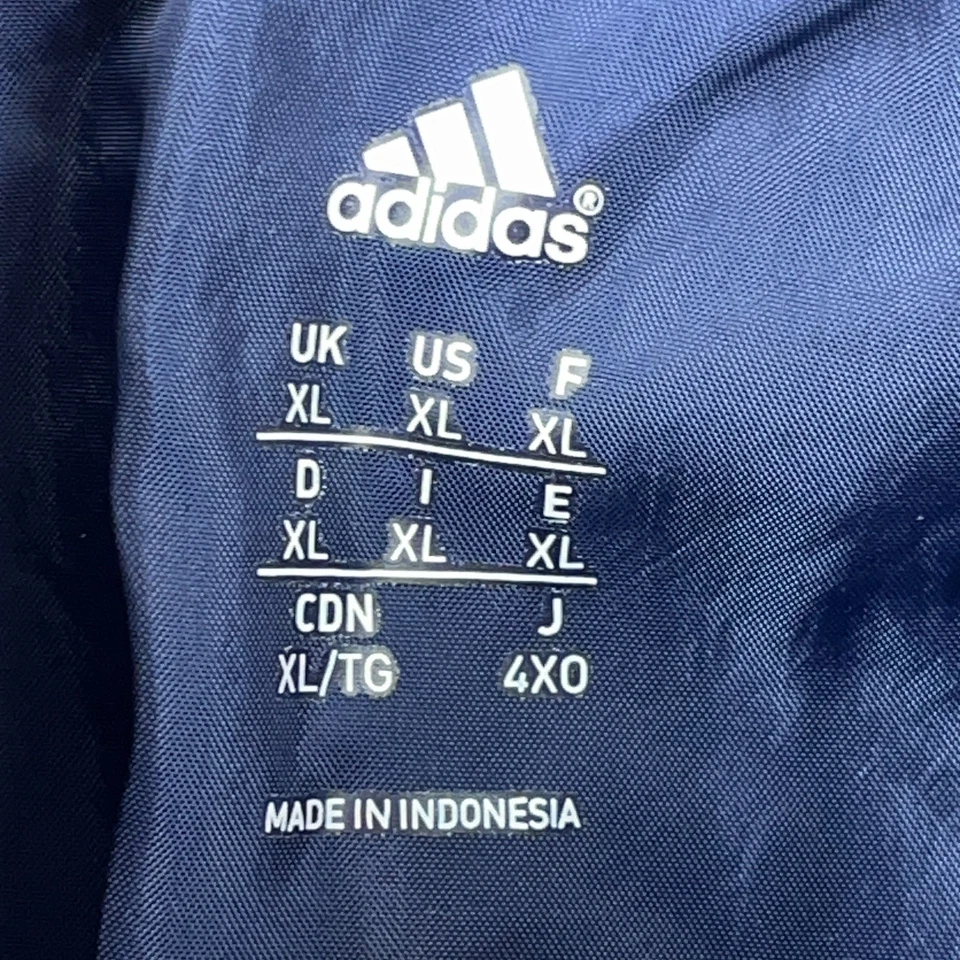 adidas®
UK US F
XL XL XL
D I E
XL XL XL
CDN J
XL/TG 4XO
MADE IN INDONESIA